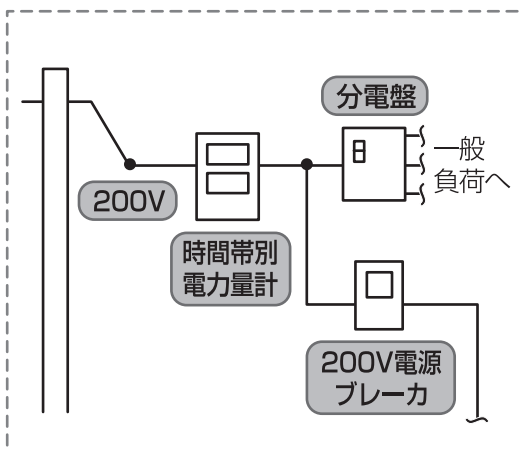 分電盤
一般
負荷へ
200V
時間帯別
電力量計
200V電源
ブレーカ